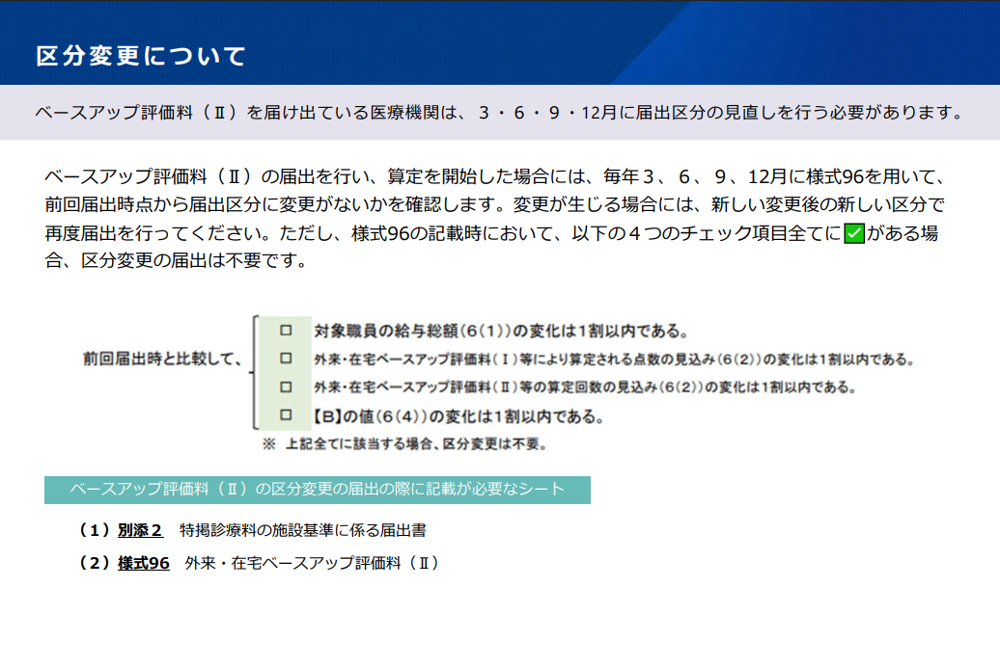 区分変更について
ベースアップ評価料（Ⅱ）を届け出ている医療機関は、３・６・９・12月に届出区分の見直しを行う必要があります。
ベースアップ評価料（Ⅱ）の届出を行い、算定を開始した場合には、毎年３、６、９、12月に様式96を用いて、
前回届出時点から届出区分に変更がないかを確認します。変更が生じる場合には、新しい変更後の新しい区分で
再度届出を行ってください。ただし、様式96の記載時において、以下の４つのチェック項目全てに✅がある場
合、区分変更の届出は不要です。
前回届出時と比較して、
□ 対象職員の給与総額（６（１））の変化は１割以内である。
□ 外来・在宅ベースアップ評価料（Ⅰ）等により算定される点数の見込み（６（２））の変化は１割以内である。
□ 外来・在宅ベースアップ評価料（Ⅱ）等の算定回数の見込み（６（２））の変化は１割以内である。
□ 【Ｂ】の値（６（４））の変化は１割以内である。
※ 上記全てに該当する場合、区分変更は不要。
ベースアップ評価料（Ⅱ）の区分変更の届出の際に記載が必要なシート
（１）別添２ 特掲診療料の施設基準に係る届出書
（２）様式96 外来・在宅ベースアップ評価料（Ⅱ）